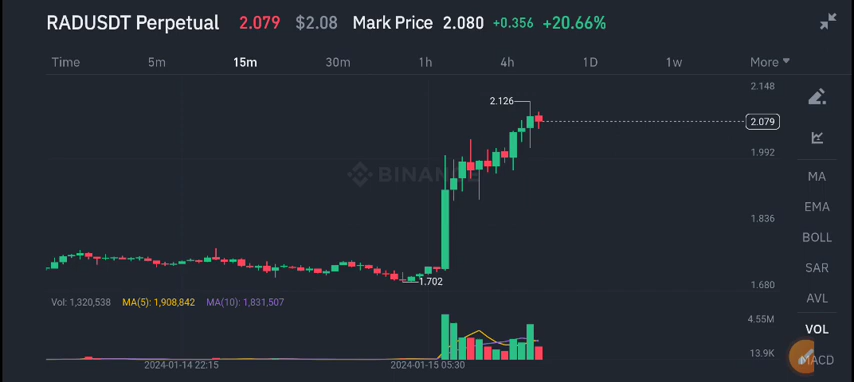 RADUSDT Perpetual 2.079 $2.08 Mark Price 2.080 +0.356 +20.66%
Time 5m 15m 30m 1h 4h 1D 1w More
2.148
2.126
2.079
1.992
BINANCE
MA
EMA
1.836
BOLL
SAR
1.702
1.680
AVL
Vol: 1,320,538 MA(5): 1,908,842 MA(10): 1,831,507
4.55M
VOL
13.9K
MACD
2024-01-14 22:15 2024-01-15 05:30